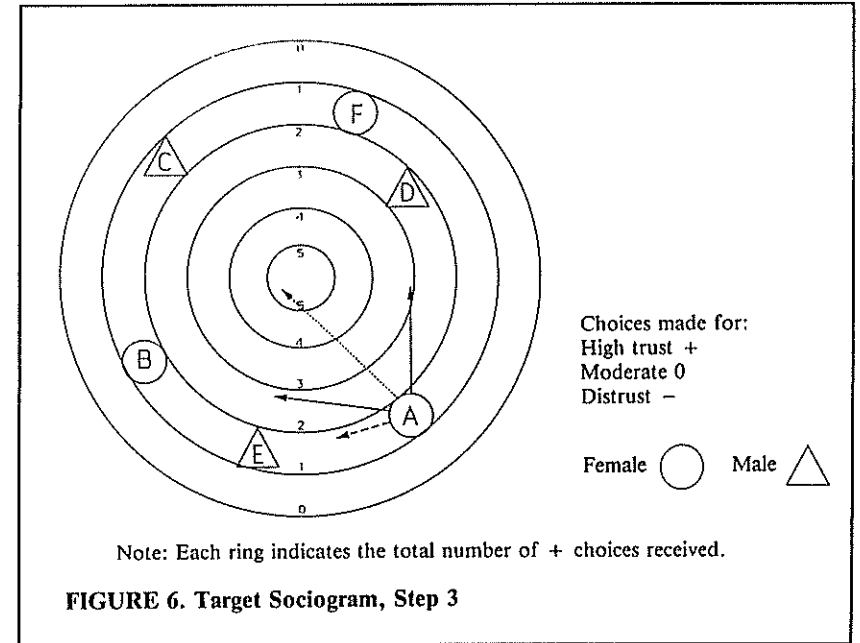 0
1
F
2
C
3
D
4
5
5
4
B
3
A
2
E
1
0
Choices made for:
High trust +
Moderate 0
Distrust −
Female Male
Note: Each ring indicates the total number of + choices received.
FIGURE 6. Target Sociogram, Step 3